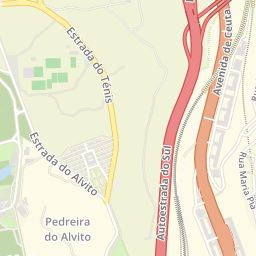 Estrada do Ténis
Avenida de Ceuta
Estrada do Alvito
Autoestrada do Sul
Rua Maria Pia
Pedreira
do Alvito